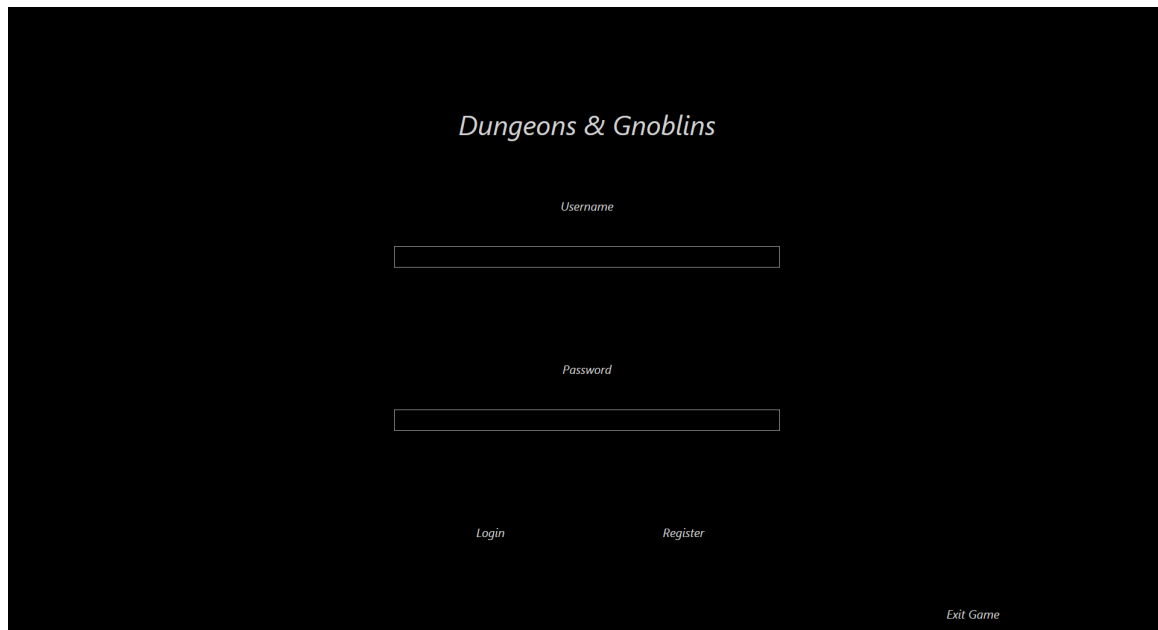 Dungeons & Gnoblins
Username
Password
Login Register
Exit Game